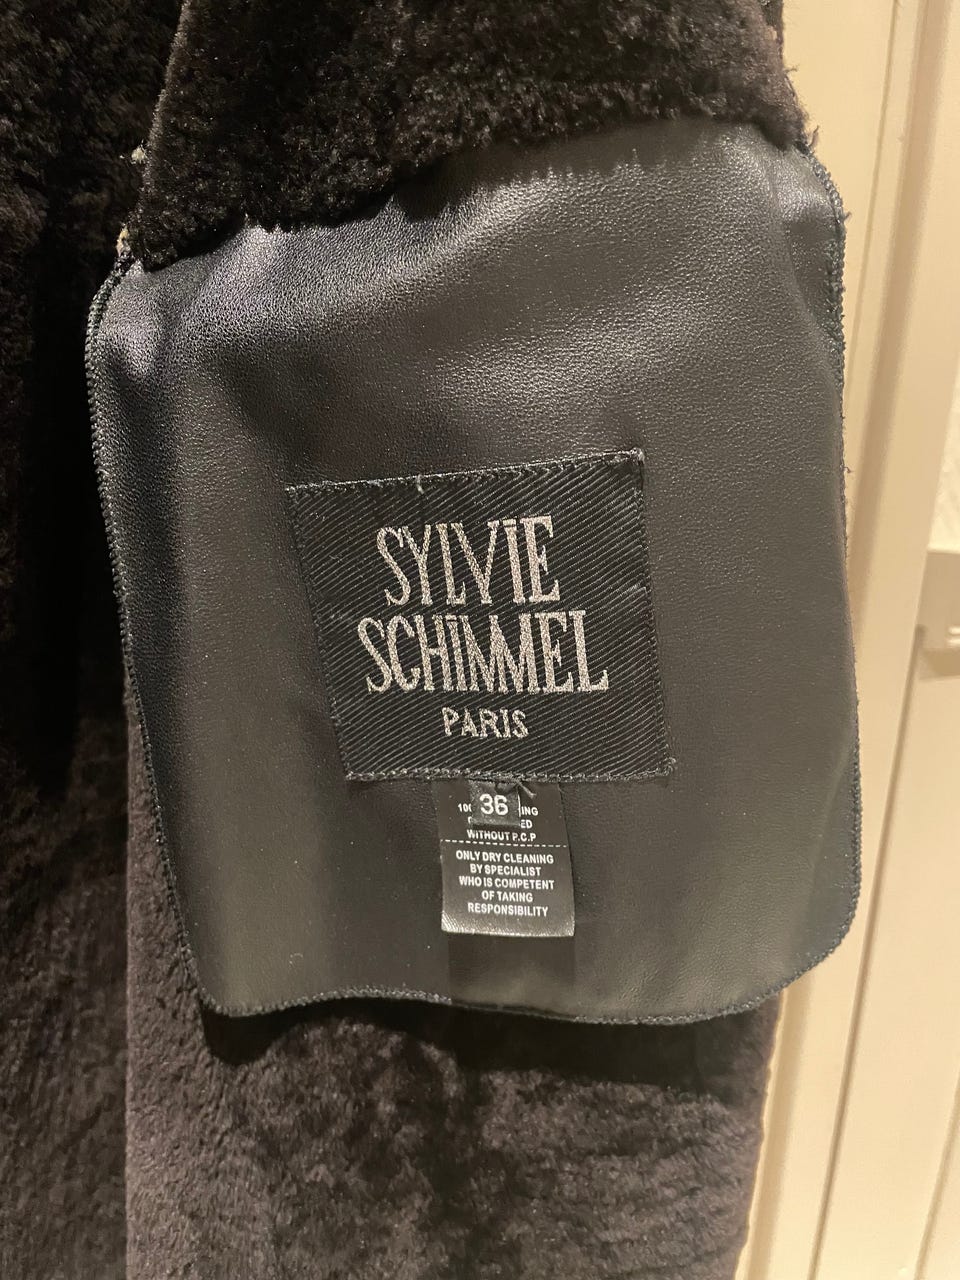 SYLVIE
SCHIMMEL
PARIS
36
WITHOUT P.C.P
ONLY DRY CLEANING
BY SPECIALIST
WHO IS COMPETENT
OF TAKING
RESPONSIBILITY